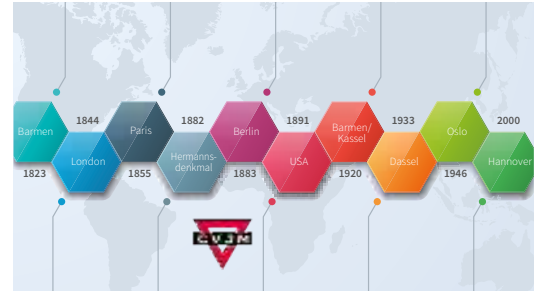 1844
1882
1891
1933
2000
Barmen
Paris
Berlin
Barmen/
Kassel
Oslo
London
Hermanns-
denkmal
USA
Dassel
Hannover
1823
1855
1883
1920
1946
CVJM